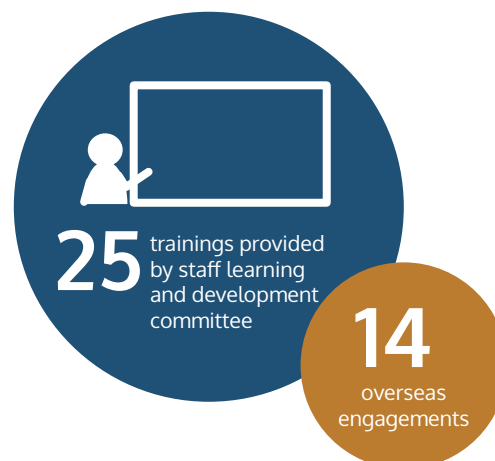 25
trainings provided
by staff learning
and development
committee
14
overseas
engagements